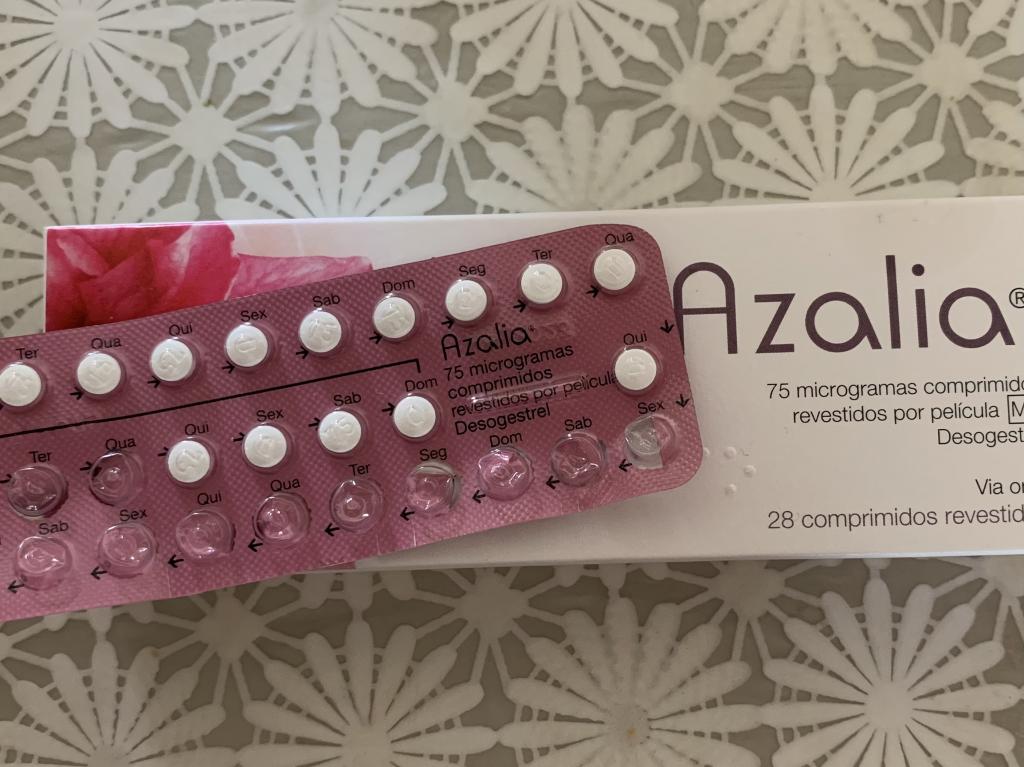 Ter Qua Qui Sex Sab Dom Seg Ter Qua
Qui
Azalia®
75 microgramas
comprimidos
revestidos por película
Desogestrel
Ter Qua Qui Sex Sab Dom
Sab Sex Qui Qua Ter Seg Dom Sab Sex
Azalia®
75 microgramas comprimido
revestidos por película M
Desogest
Via or
28 comprimidos revestid